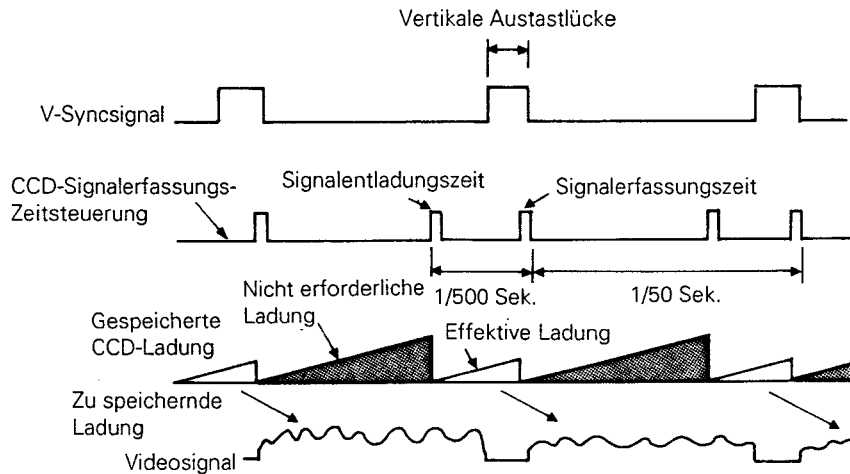 Vertikale Austastlücke
V-Syncsignal
CCD-Signalerfassungs-
Zeitsteuerung
Signalentladungszeit
Signalerfassungszeit
1/500 Sek.
1/50 Sek.
Nicht erforderliche
Ladung
Gespeicherte
CCD-Ladung
Effektive Ladung
Zu speichernde
Ladung
Videosignal